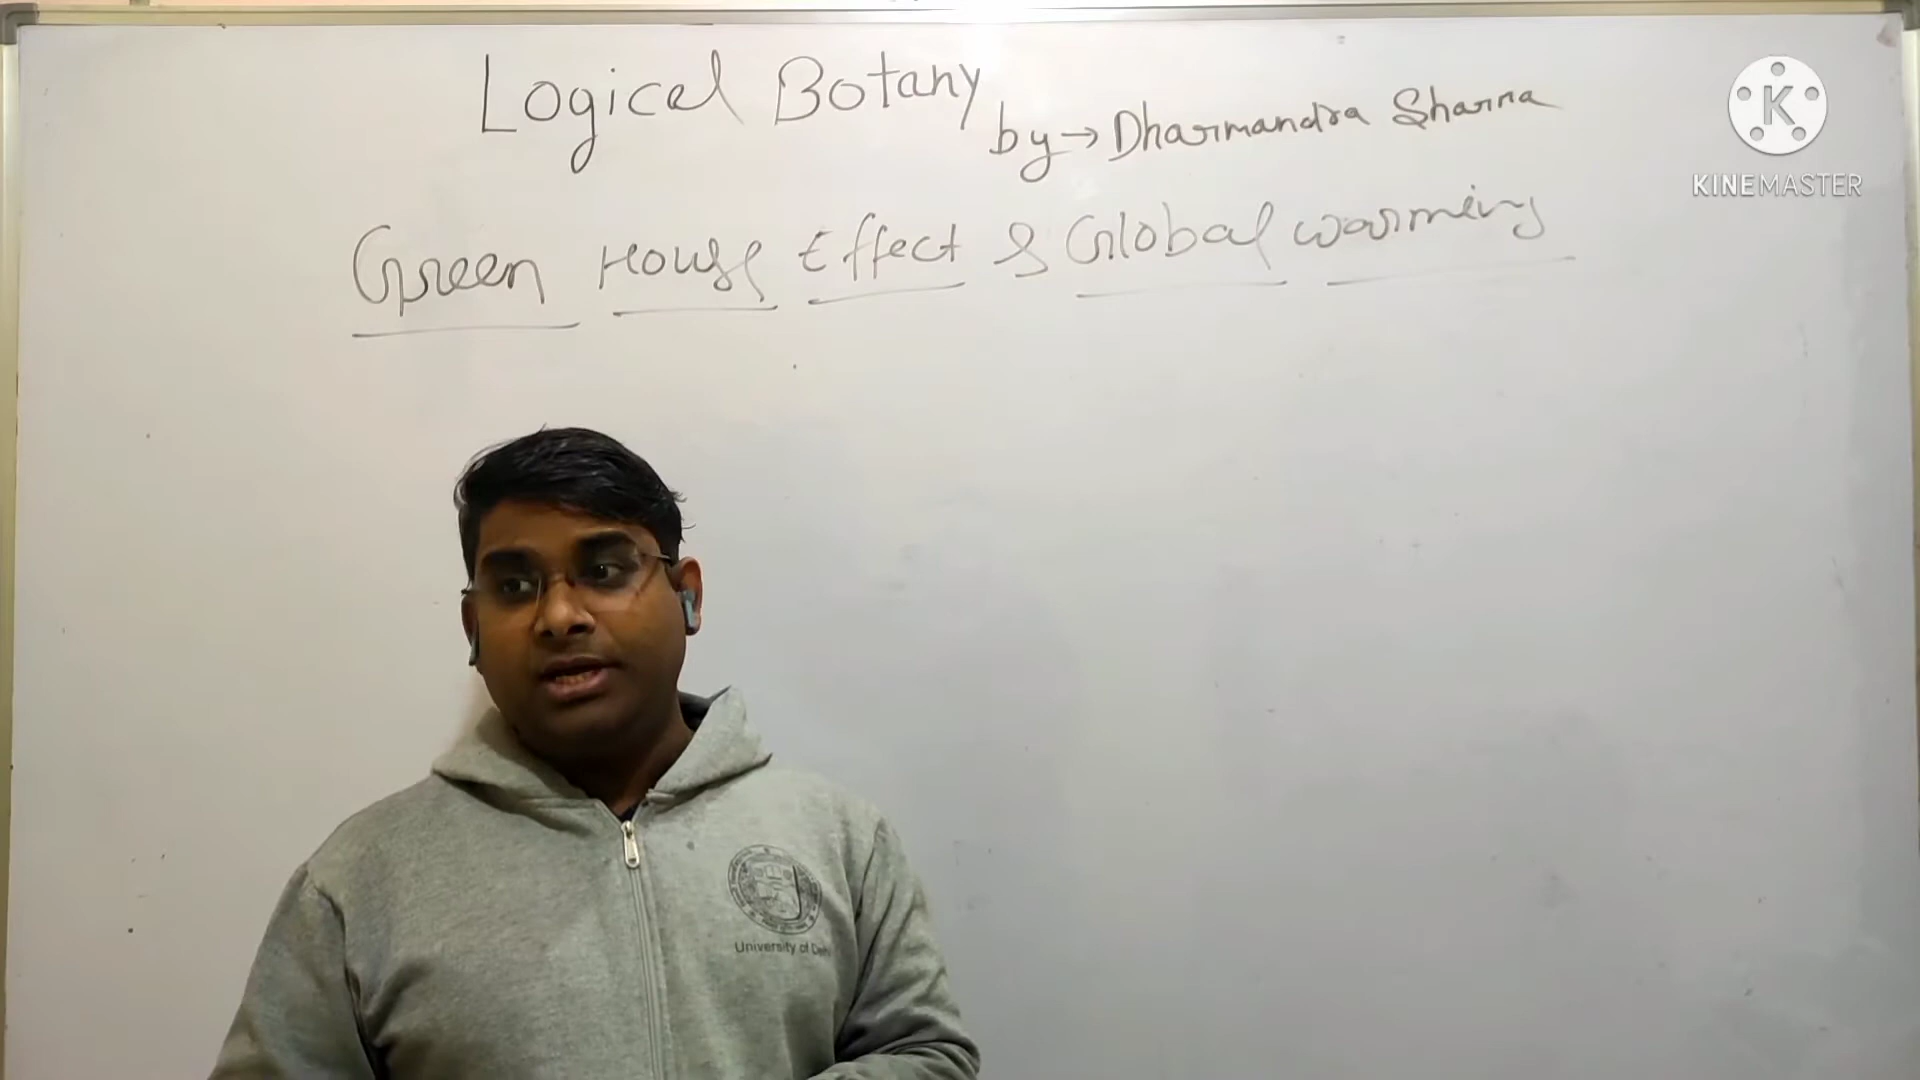 Logical Botany
by → Dharmandra Sharma
Green House Effect & Global warming
KINEMASTER
University of Delhi